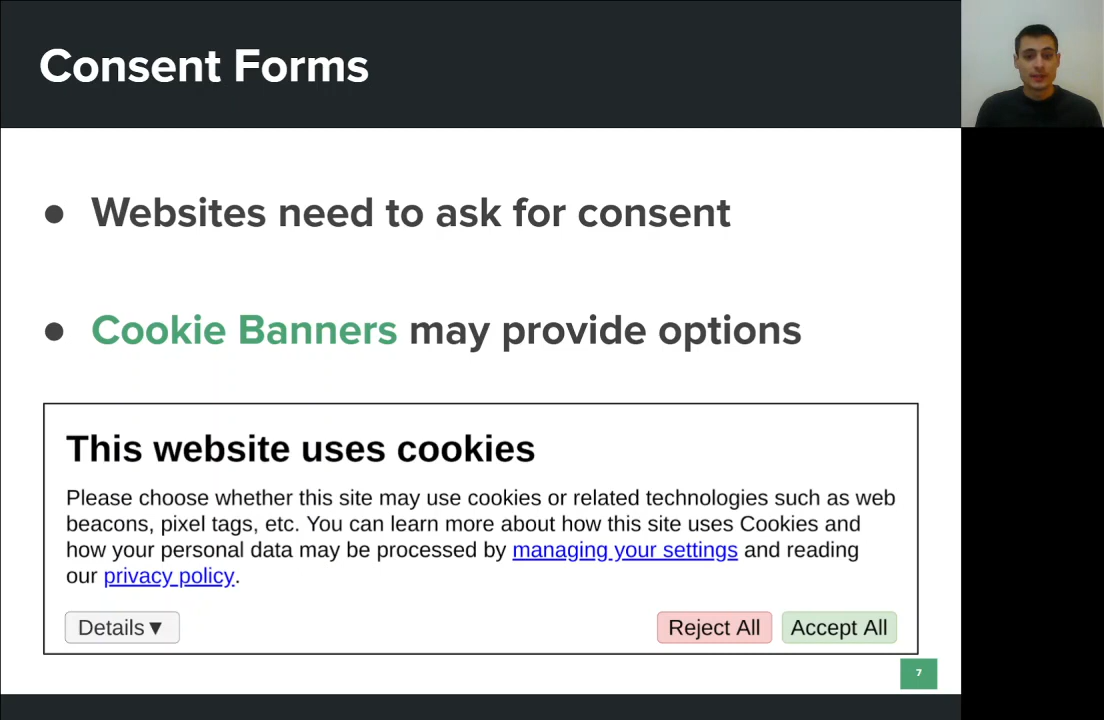 Consent Forms
● Websites need to ask for consent
● Cookie Banners may provide options
This website uses cookies
Please choose whether this site may use cookies or related technologies such as web
beacons, pixel tags, etc. You can learn more about how this site uses Cookies and
how your personal data may be processed by managing your settings and reading
our privacy policy.
Details▼ Reject All Accept All
7